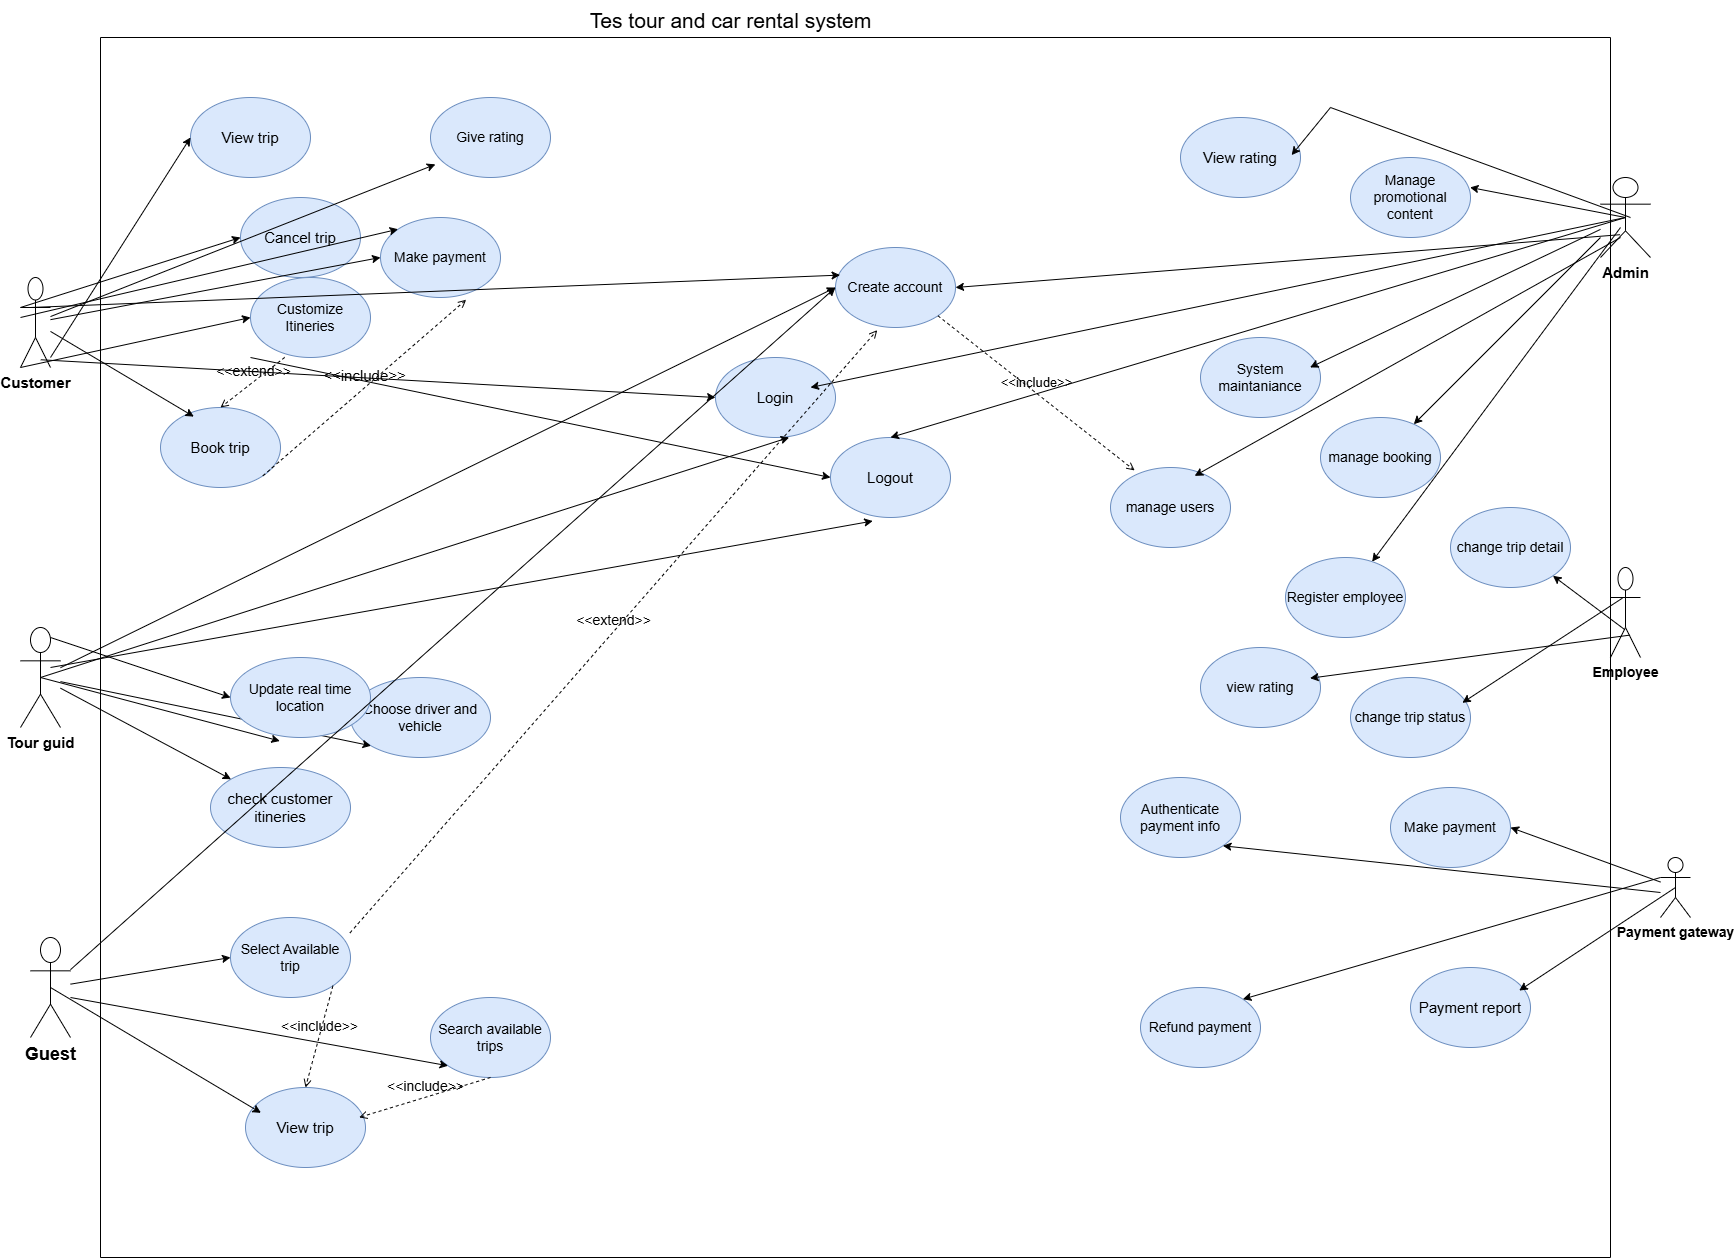 Tes tour and car rental system
View trip
Give rating
View rating
Manage
promotional
content
Cancel trip
Make payment
Admin
Create account
Customize
Itineries
Customer
<<extend>>
<<include>>
<<include>>
System
maintaniance
Login
Book trip
Logout
manage booking
manage users
change trip detail
Register employee
<<extend>>
Employee
view rating
change trip status
Update real time
location
Choose driver and
vehicle
Tour guid
check customer
itineries
Authenticate
payment info
Make payment
Payment gateway
Select Available
trip
Guest
<<include>>
Search available
trips
<<include>>
View trip
Refund payment
Payment report